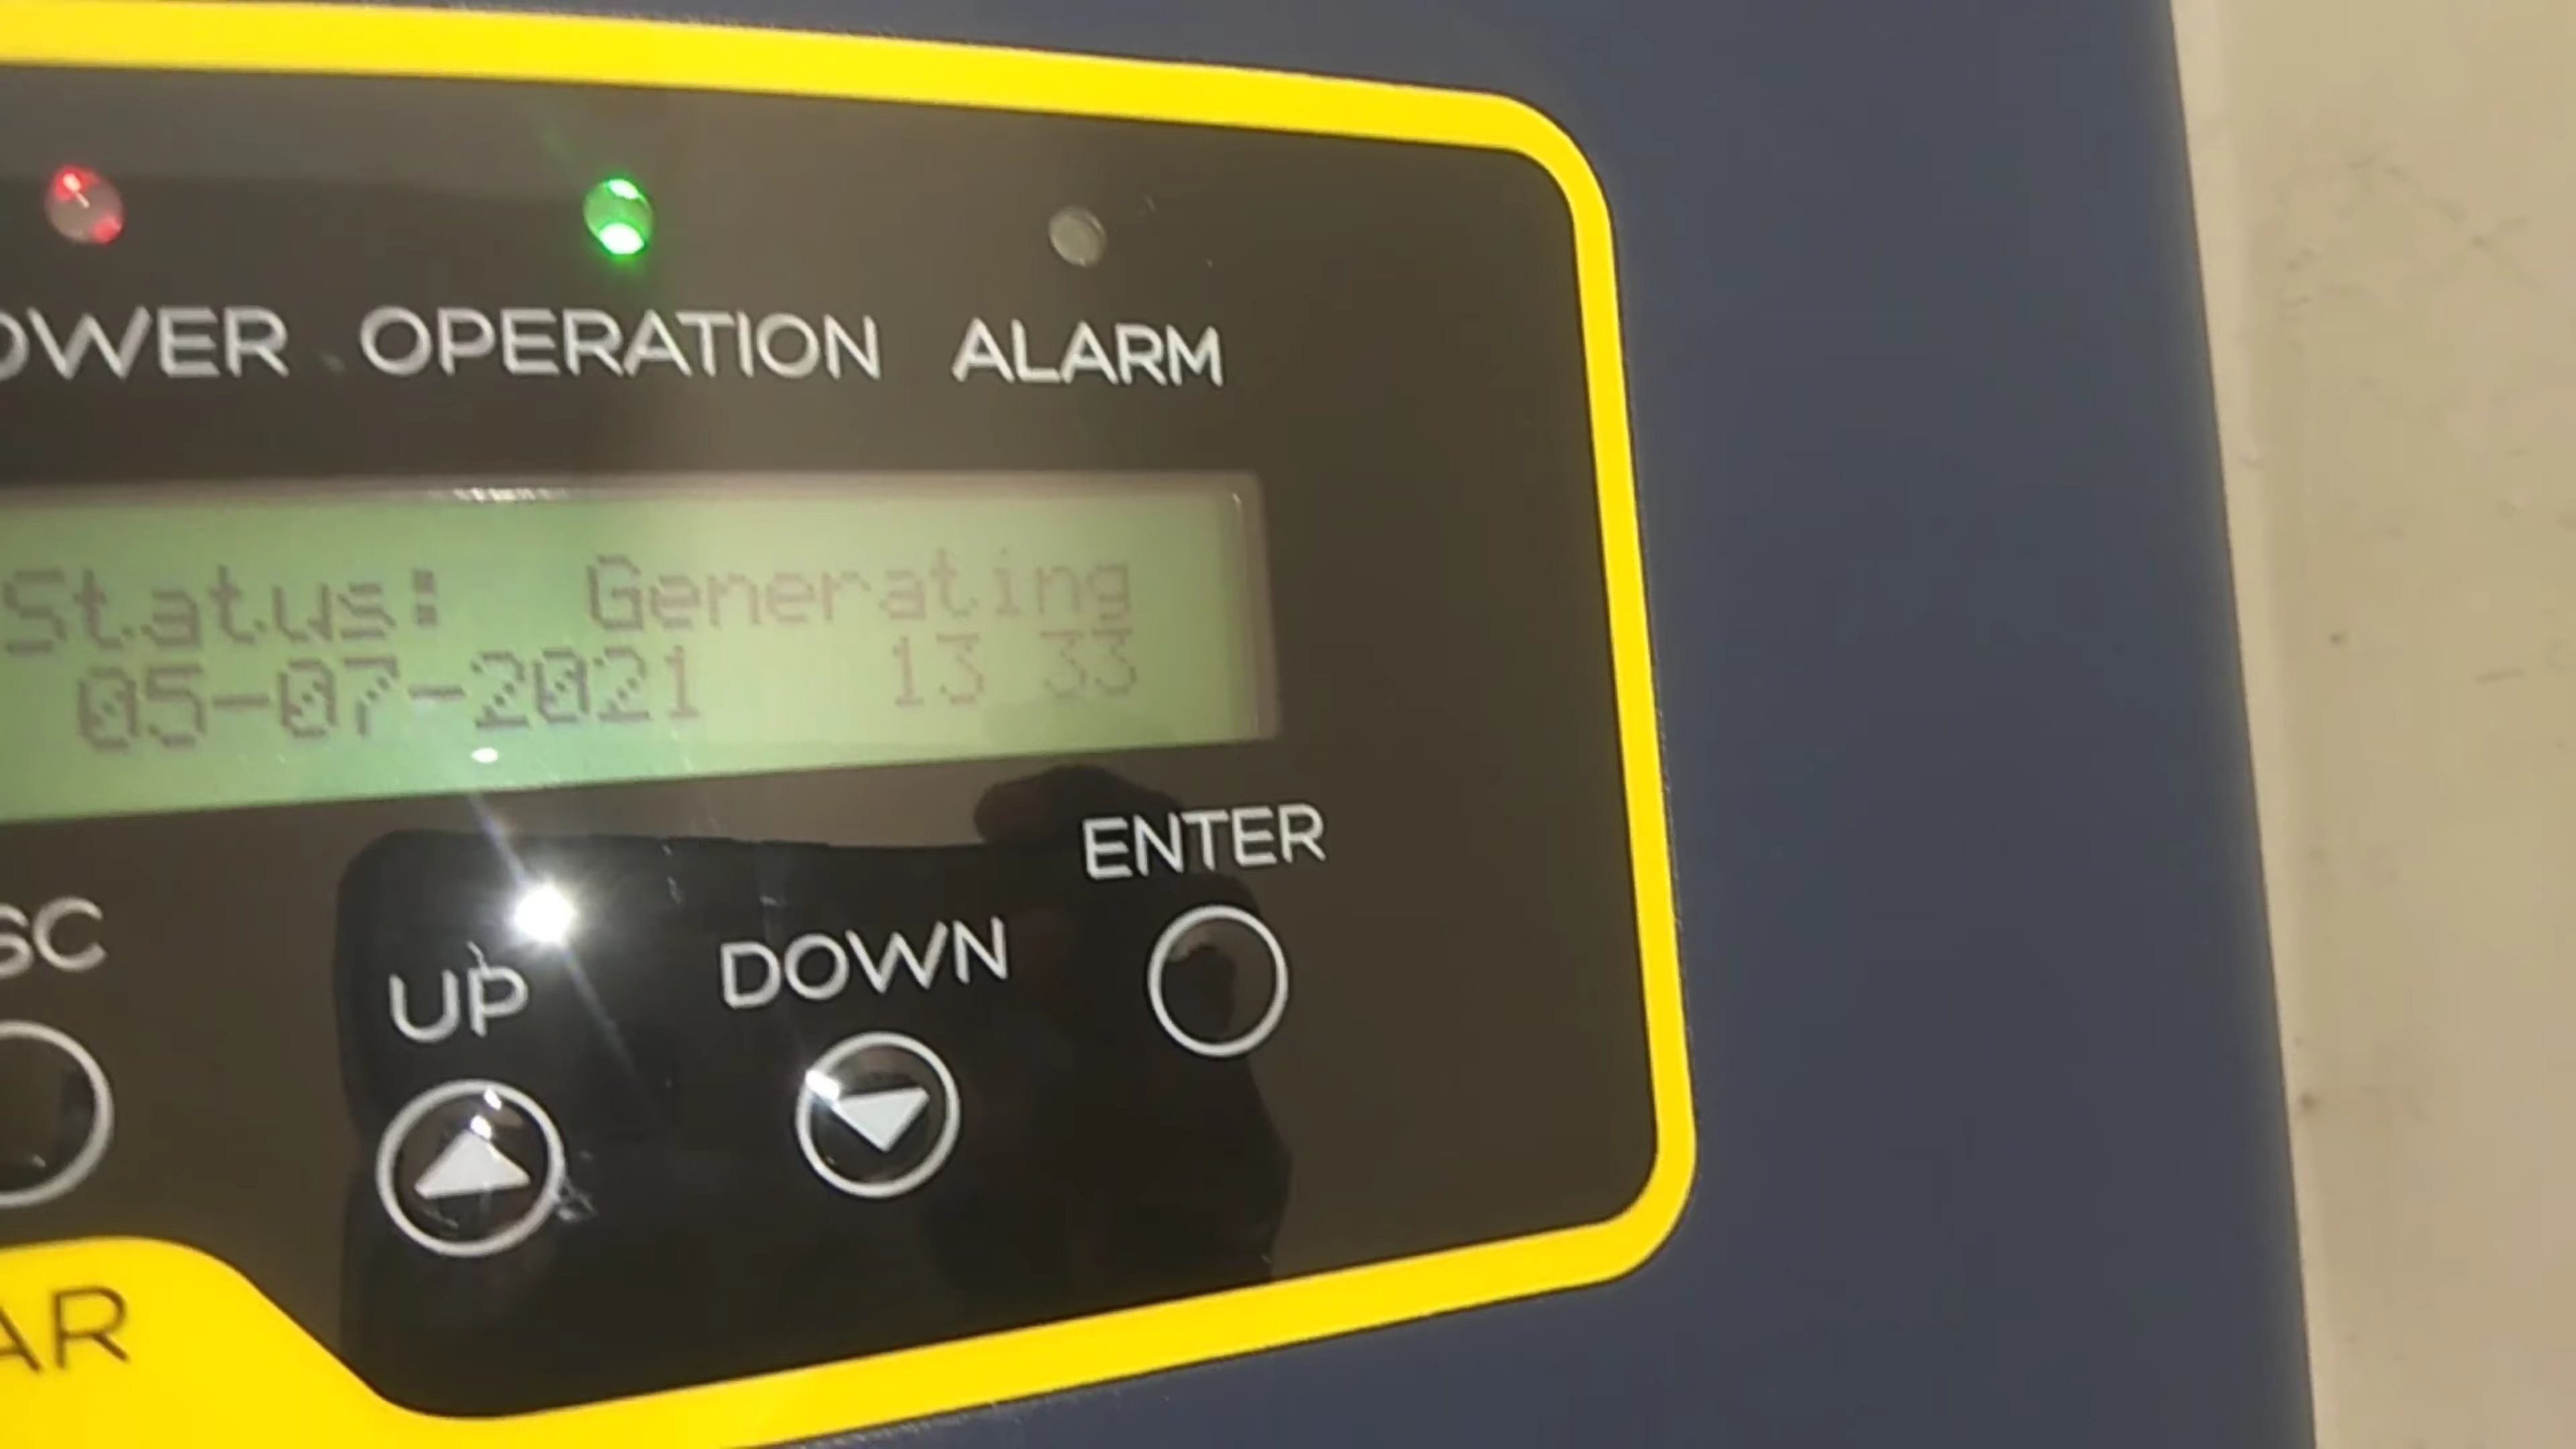 OWER OPERATION ALARM
Status: Generating
05-07-2021 13 33
SC UP DOWN ENTER
AR